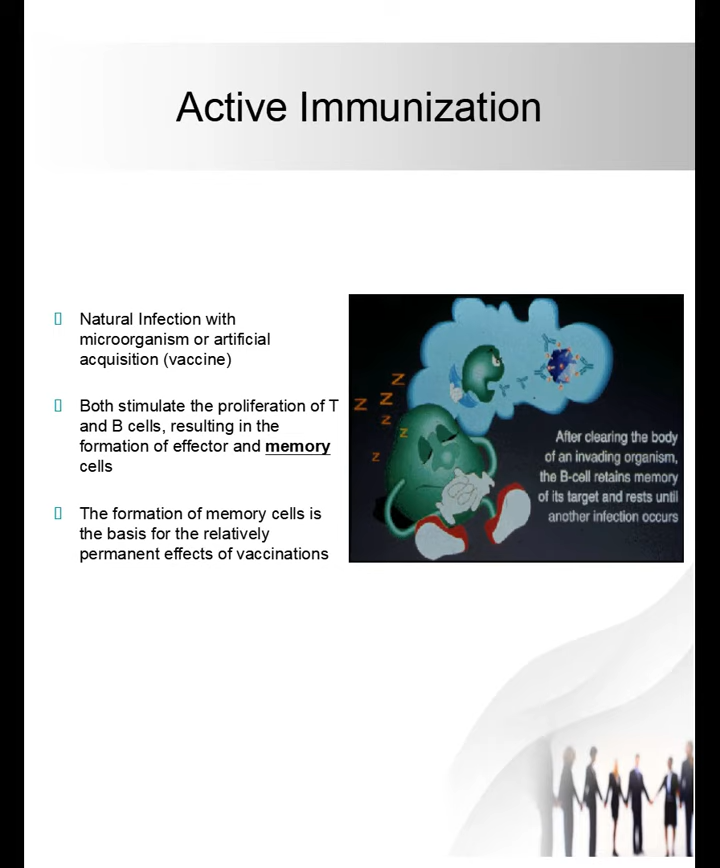 Active Immunization
Natural Infection with
microorganism or artificial
acquisition (vaccine)
Both stimulate the proliferation of T
and B cells, resulting in the
formation of effector and memory
cells
The formation of memory cells is
the basis for the relatively
permanent effects of vaccinations
Z
Z
Z
Z
Z
Z
After clearing the body
of an invading organism,
the B-cell retains memory
of its target and rests until
another infection occurs